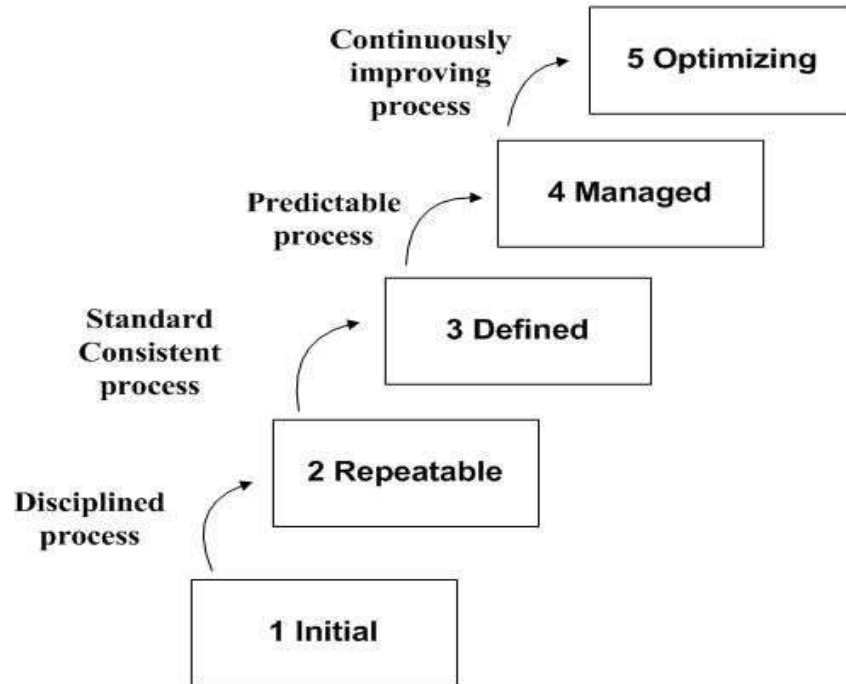 Continuously
improving
process
5 Optimizing
4 Managed
Predictable
process
3 Defined
Standard
Consistent
process
2 Repeatable
Disciplined
process
1 Initial